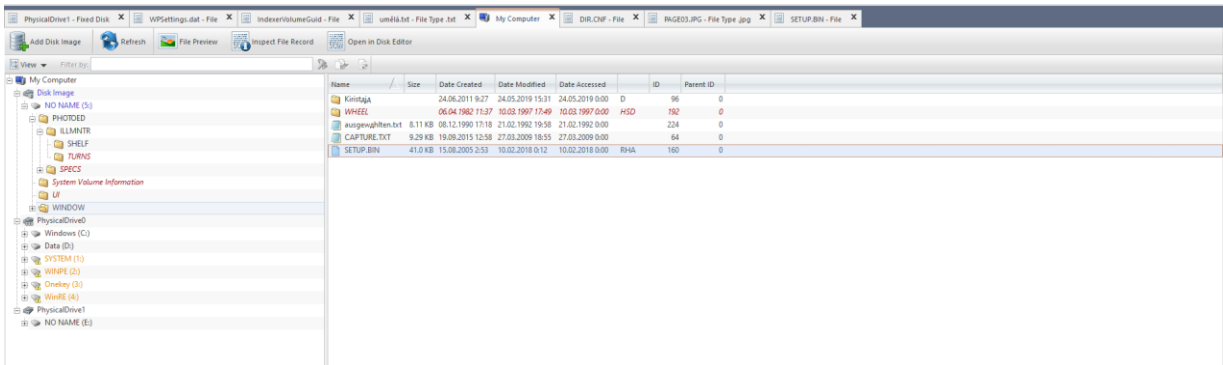 PhysicalDrive1 - Fixed Disk X WPSettings.dat - File X IndexerVolumeGuid - File X umělá.txt - File Type .txt X My Computer X DIR.CNF - File X PAGE03.JPG - File Type .jpg X SETUP.BIN - File X
Add Disk Image Refresh File Preview Inspect File Record Open in Disk Editor
View Filter by:
My Computer
Disk Image
NO NAME (5:)
PHOTOED
ILLMNTR
SHELF
TURNS
SPECS
System Volume Information
UI
WINDOW
PhysicalDrive0
Windows (C:)
Data (D:)
SYSTEM (1:)
WINPE (2:)
Onekey (3:)
WinRE (4:)
PhysicalDrive1
NO NAME (E:)
Name Size Date Created Date Modified Date Accessed ID Parent ID
24.06.2011 9:27 24.05.2019 15:31 24.05.2019 0:00 D 96 0
WHEEL 06.04.1982 11:37 10.03.1997 17:49 10.03.1997 0:00 HSD 192 0
8.11 KB 08.12.1990 17:18 21.02.1992 19:58 21.02.1992 0:00 224 0
CAPTURE.TXT 9.29 KB 19.09.2015 12:58 27.03.2009 18:55 27.03.2009 0:00 64 0
SETUP.BIN 41.0 KB 15.08.2005 2:53 10.02.2018 0:12 10.02.2018 0:00 RHA 160 0